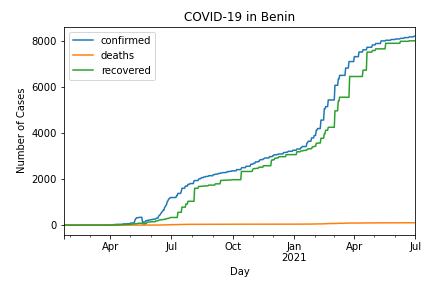 COVID-19 in Benin
confirmed
deaths
recovered
Number of Cases
8000
6000
4000
2000
0
Apr Jul Oct Jan Apr Jul
2021
Day